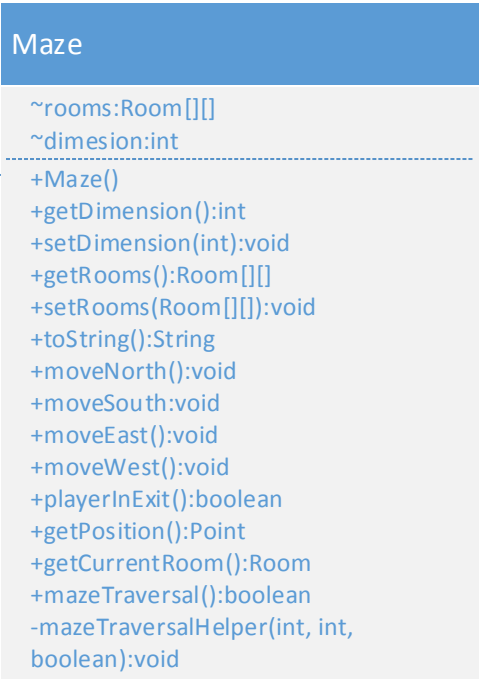 Maze
~rooms:Room[][]
~dimesion:int
+Maze()
+getDimension():int
+setDimension(int):void
+getRooms():Room[][]
+setRooms(Room[][]):void
+toString():String
+moveNorth():void
+moveSouth:void
+moveEast():void
+moveWest():void
+playerInExit():boolean
+getPosition():Point
+getCurrentRoom():Room
+mazeTraversal():boolean
-mazeTraversalHelper(int, int,
boolean):void